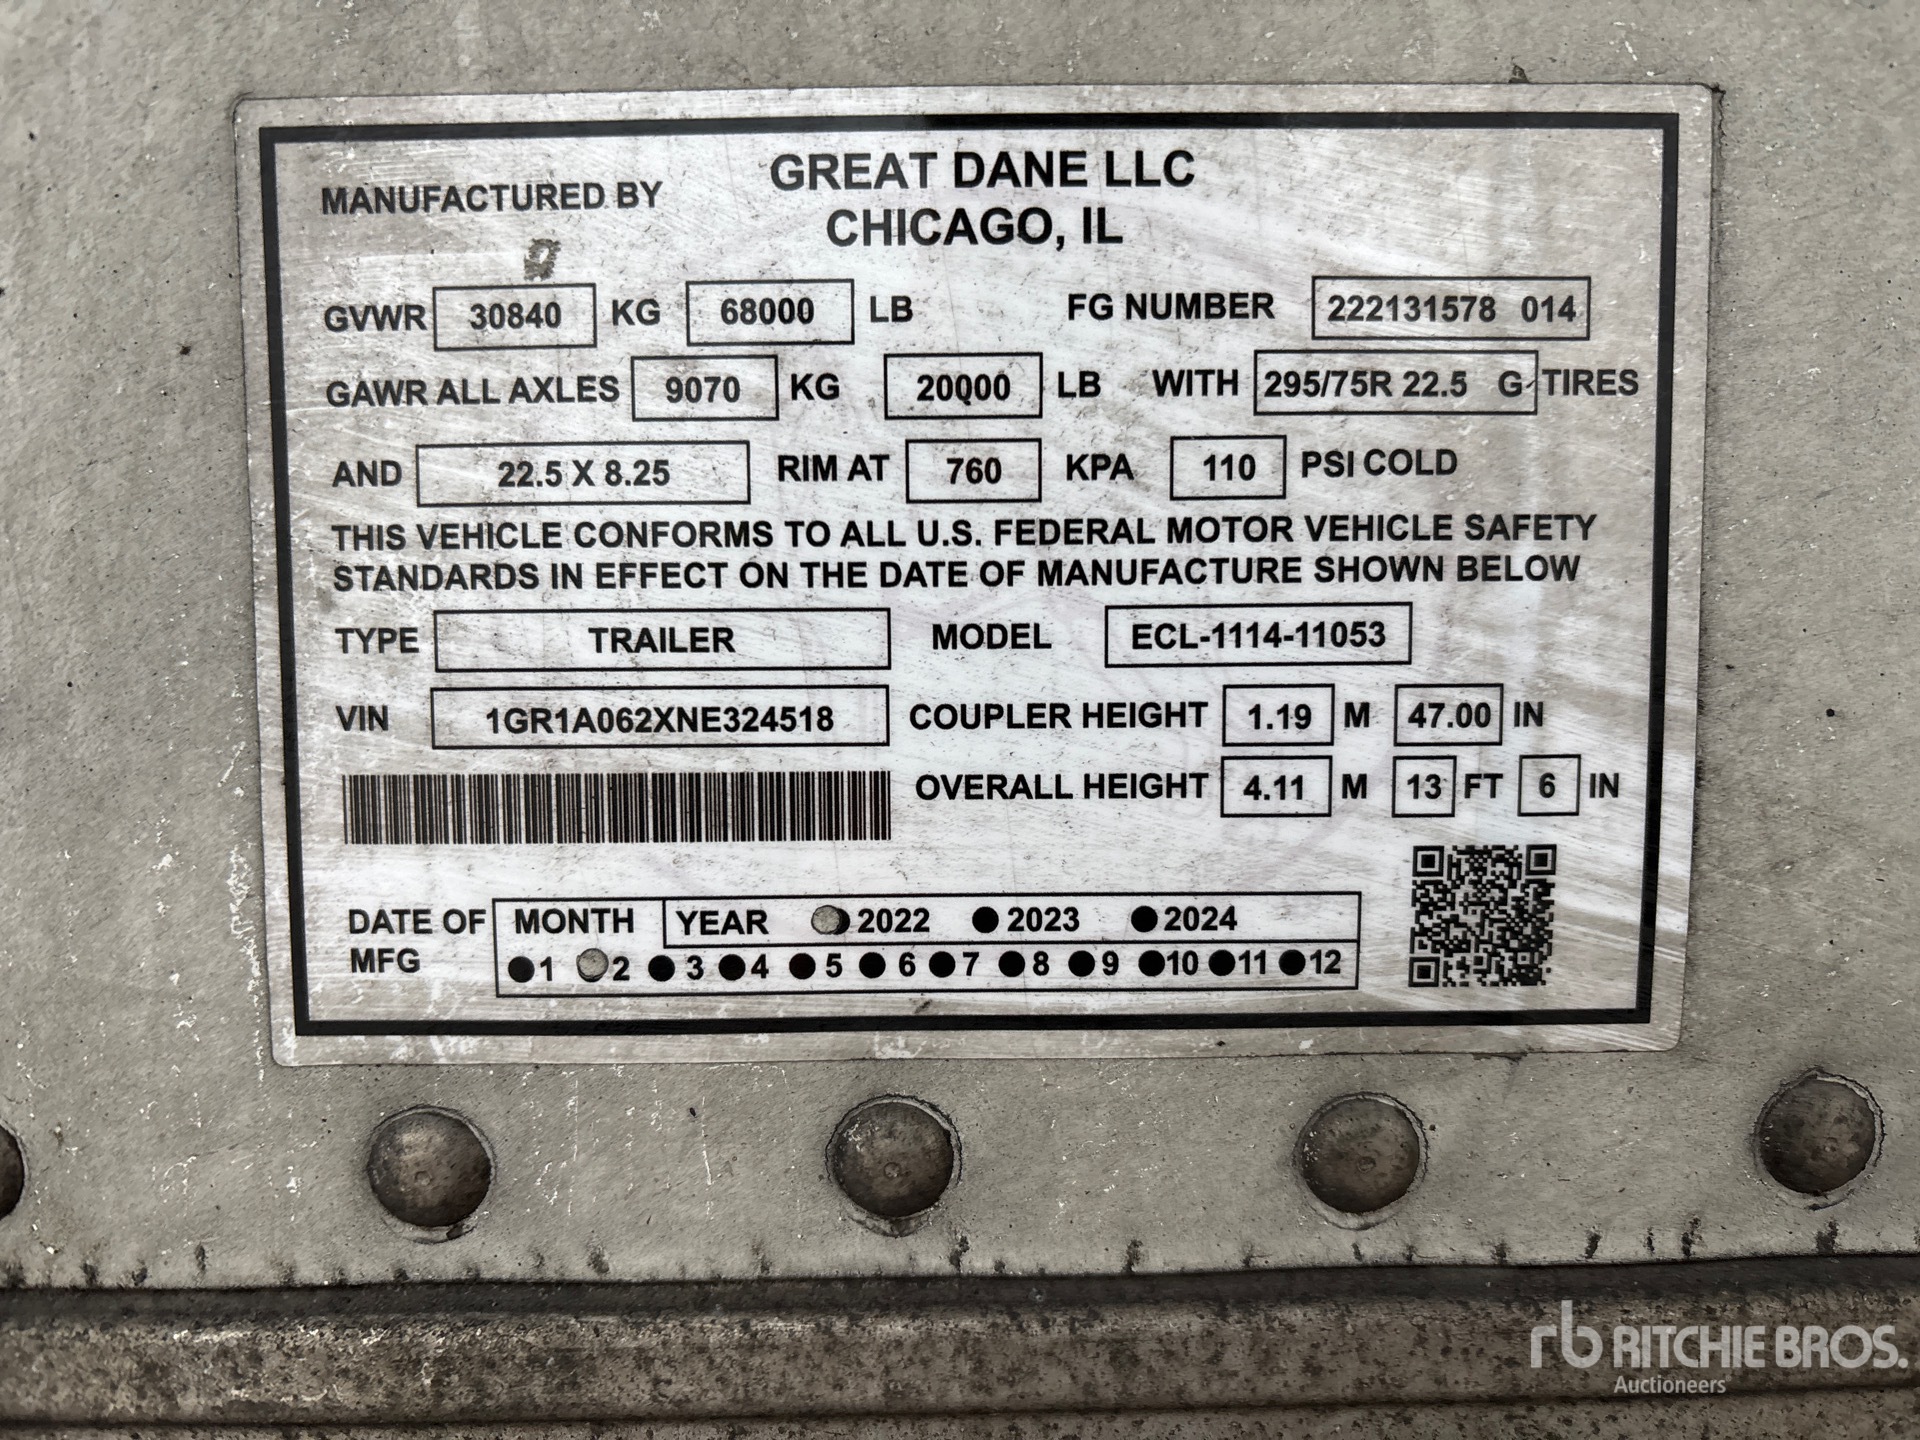 MANUFACTURED BY GREAT DANE LLC
CHICAGO, IL
GVWR 30840 KG 68000 LB FG NUMBER 222131578 014
GAWR ALL AXLES 9070 KG 20000 LB WITH 295/75R 22.5 G TIRES
AND 22.5 X 8.25 RIM AT 760 KPA 110 PSI COLD
THIS VEHICLE CONFORMS TO ALL U.S. FEDERAL MOTOR VEHICLE SAFETY
STANDARDS IN EFFECT ON THE DATE OF MANUFACTURE SHOWN BELOW
TYPE TRAILER MODEL ECL-1114-11053
VIN 1GR1A062XNE324518 COUPLER HEIGHT 1.19 M 47.00 IN
OVERALL HEIGHT 4.11 M 13 FT 6 IN
DATE OF MFG MONTH YEAR 2022 2023 2024
1 2 3 4 5 6 7 8 9 10 11 12
rb RITCHIE BROS.
Auctioneers